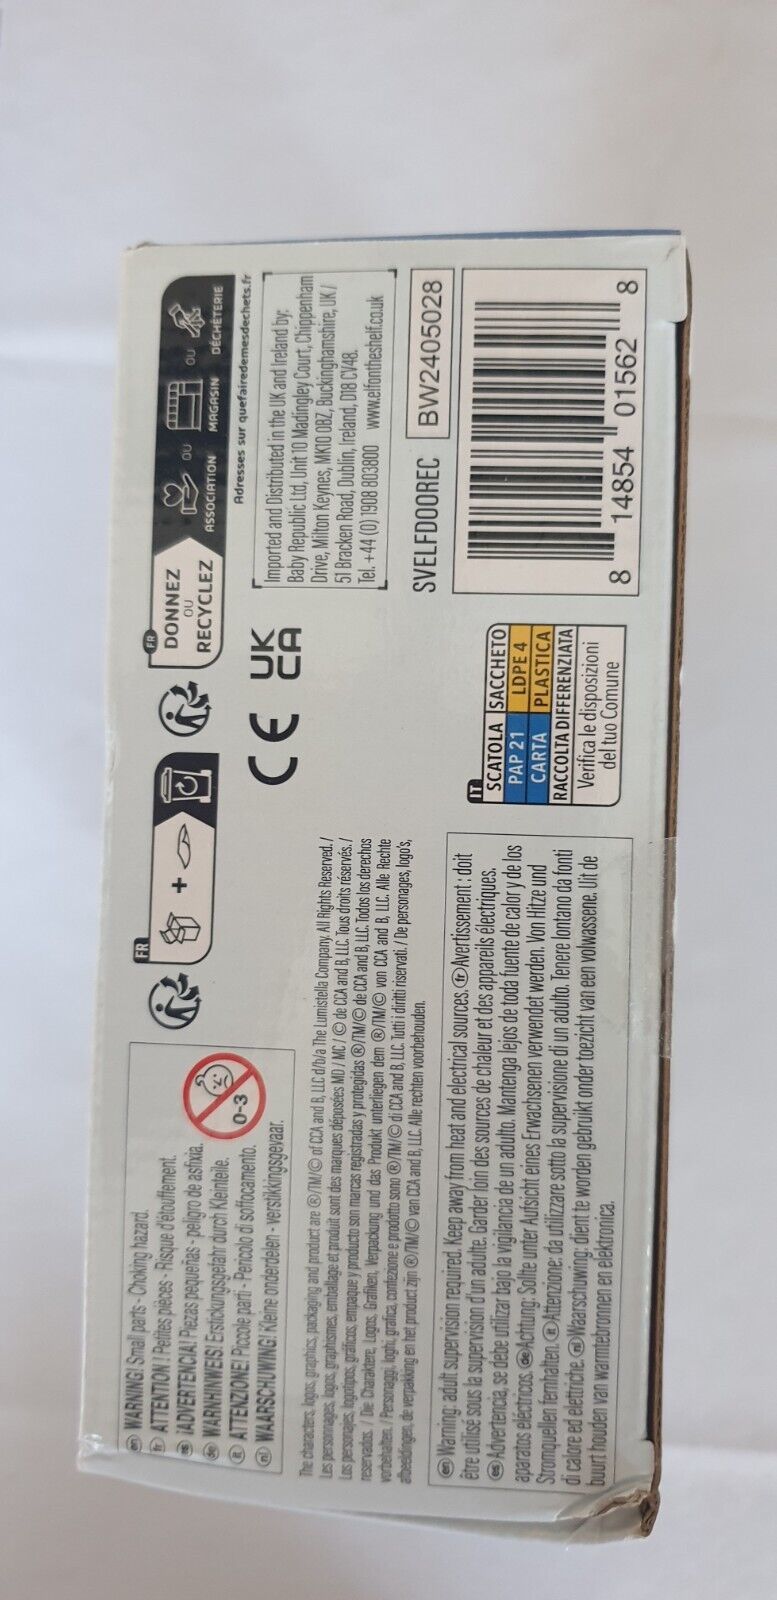 en WARNING! Small parts - Choking hazard.
fr ATTENTION! Petites pièces - Risque d'étouffement.
es ¡ADVERTENCIA! Piezas pequeñas - peligro de asfixia.
de WARNHINWEIS! Erstickungsgefahr durch Kleinteile.
it ATTENZIONE! Piccole parti - Pericolo di soffocamento.
nl WAARSCHUWING! Kleine onderdelen - verstikkingsgevaar.
0-3
FR
+
FR
DONNEZ
OU
RECYCLEZ
ASSOCIATION
OU
MAGASIN
OU
DÉCHÈTERIE
Adresses sur quefairedemesdechets.fr
The characters, logos, graphics, packaging and product are ®/TM/© of CCA and B, LLC d/b/a The Lumistella Company. All Rights Reserved. /
Les personnages, logos, graphismes, emballage et produit sont des marques déposées MD / MC / © de CCA and B, LLC. Tous droits réservés. /
Los personajes, logotipos, gráficos, empaque y producto son marcas registradas y protegidas ®/TM/© de CCA and B, LLC. Todos los derechos
reservados. / Die Charaktere, Logos, Grafiken, Verpackung und das Produkt unterliegen dem ®/TM/© von CCA and B, LLC. Alle Rechte
vorbehalten. / Personaggi, loghi, grafica, confezione e prodotto sono ®/TM/© di CCA and B, LLC. Tutti i diritti riservati. / De personages, logo's,
afbeeldingen, de verpakking en het product zijn ®/TM/© van CCA and B, LLC. Alle rechten voorbehouden.
CE
UK
CA
Imported and Distributed in the UK and Ireland by:
Baby Republic Ltd, Unit 10 Madingley Court, Chippenham
Drive, Milton Keynes, MK10 0BZ, Buckinghamshire, UK /
51 Bracken Road, Dublin, Ireland, D18 CV48.
Tel. +44 (0) 1908 803800 www.elfontheshelf.co.uk
en Warning: adult supervision required. Keep away from heat and electrical sources. fr Avertissement : doit
être utilisé sous la supervision d'un adulte. Garder loin des sources de chaleur et des appareils électriques.
es Advertencia, se debe utilizar bajo la vigilancia de un adulto. Mantenga lejos de toda fuente de calor y de los
aparatos eléctricos. de Achtung: Sollte unter Aufsicht eines Erwachsenen verwendet werden. Von Hitze und
Stromquellen fernhalten. it Attenzione: da utilizzare sotto la supervisione di un adulto. Tenere lontano da fonti
di calore ed elettriche. nl Waarschuwing: dient te worden gebruikt onder toezicht van een volwassene. Uit de
buurt houden van warmtebronnen en elektronica.
IT
SCATOLA SACCHETO
PAP 21 LDPE 4
CARTA PLASTICA
RACCOLTA DIFFERENZIATA
Verifica le disposizioni
del tuo Comune
SVELFDOOREC
BW2405028
8 14854 01562 8